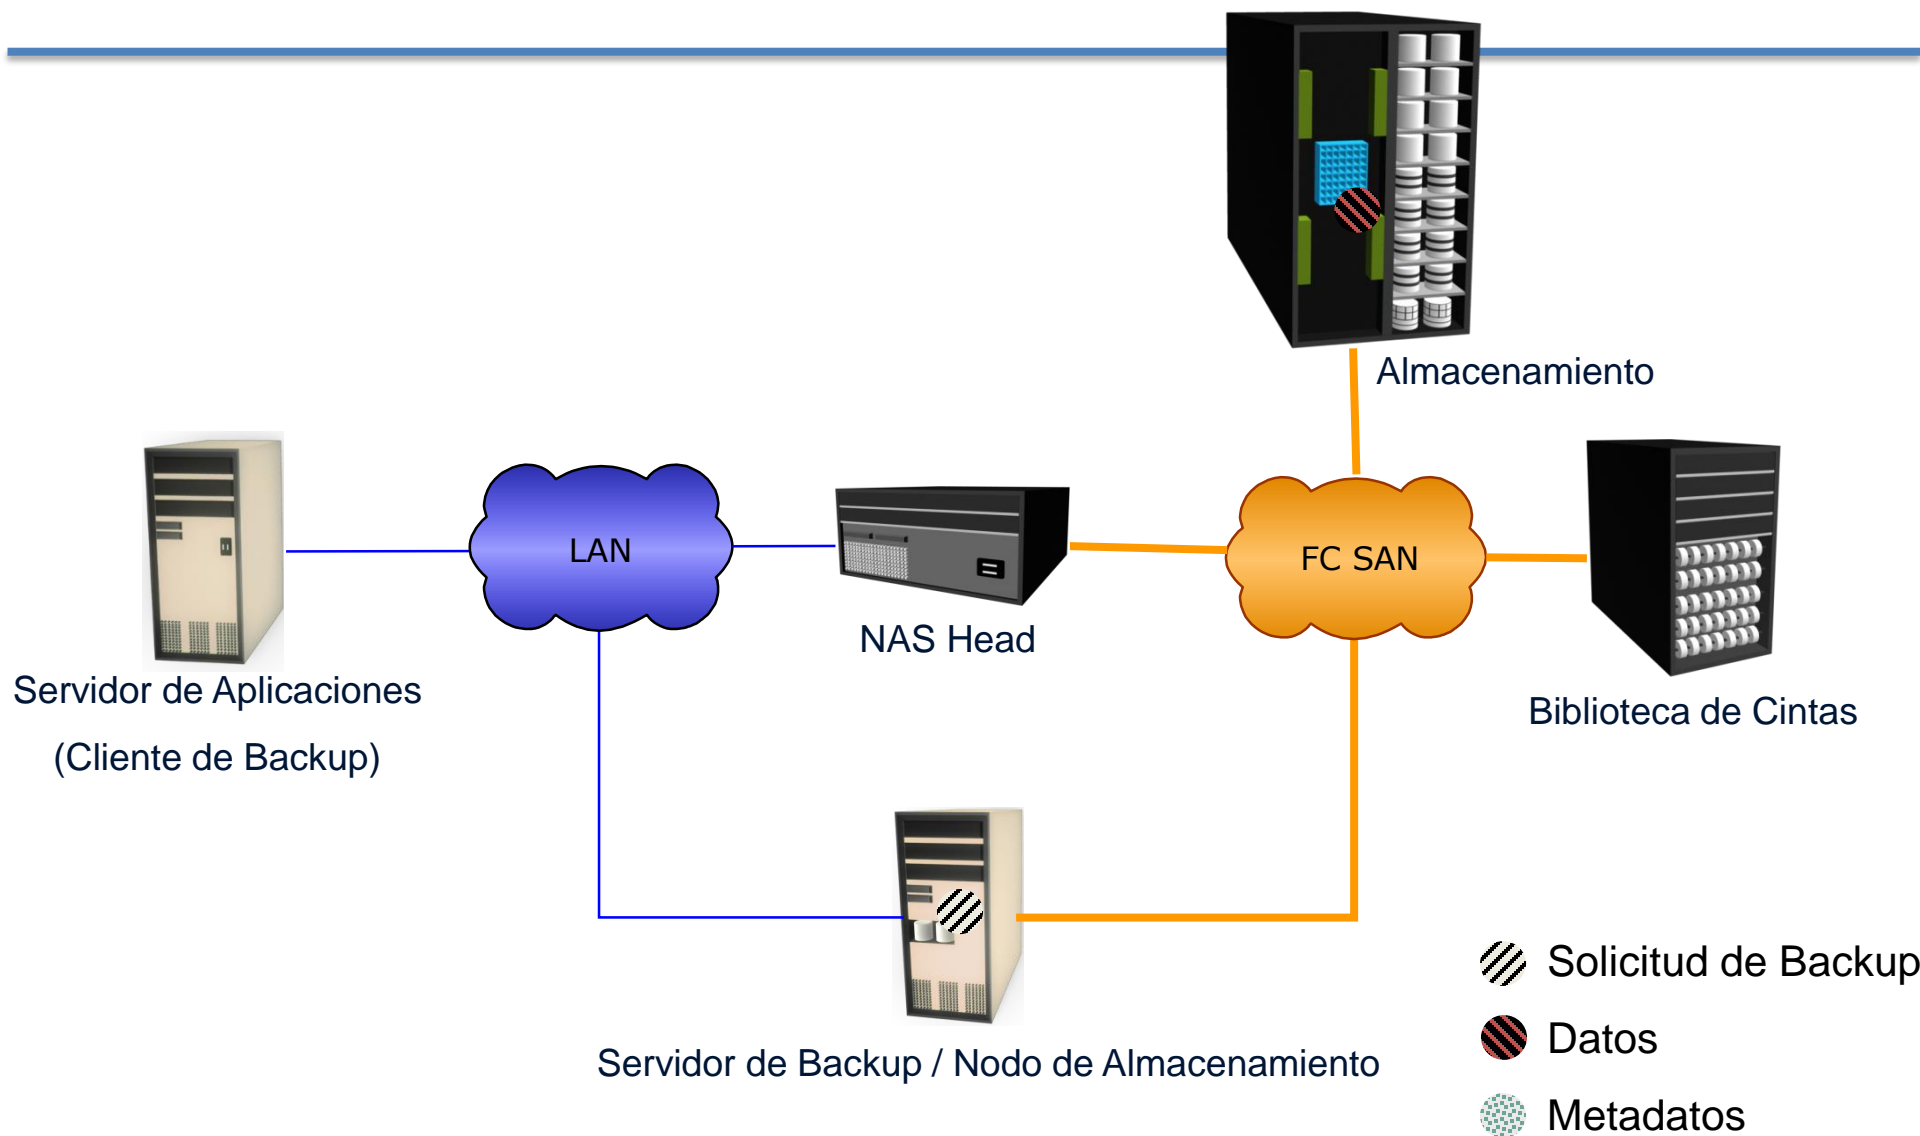 Almacenamiento
LAN
FC SAN
NAS Head
Servidor de Aplicaciones
(Cliente de Backup)
Biblioteca de Cintas
Servidor de Backup / Nodo de Almacenamiento
Solicitud de Backup
Datos
Metadatos